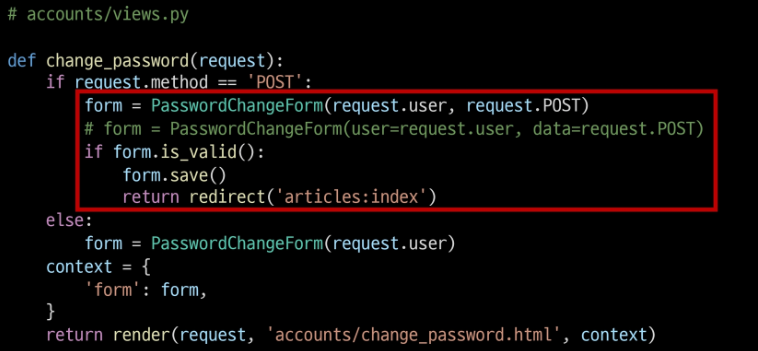 # accounts/views.py
def change_password(request):
    if request.method == 'POST':
        form = PasswordChangeForm(request.user, request.POST)
        # form = PasswordChangeForm(user=request.user, data=request.POST)
        if form.is_valid():
            form.save()
            return redirect('articles:index')
    else:
        form = PasswordChangeForm(request.user)
    context = {
        'form': form,
    }
    return render(request, 'accounts/change_password.html', context)